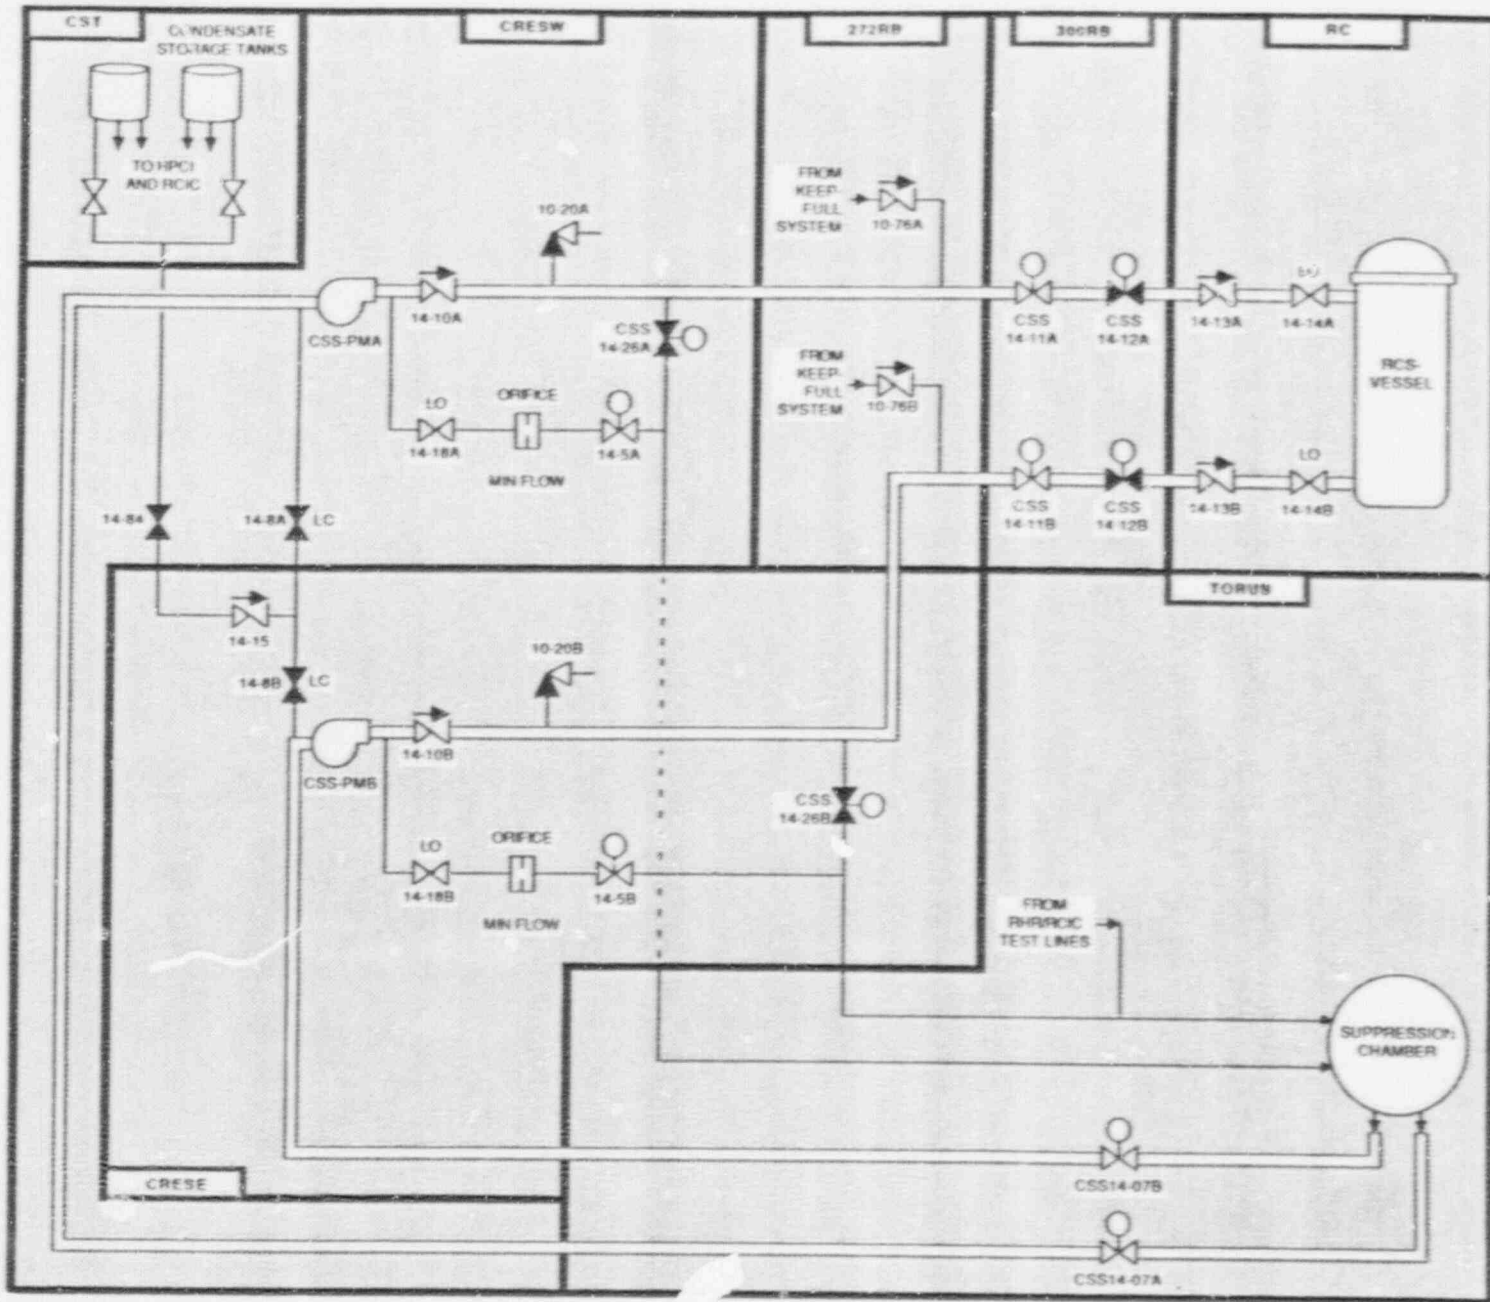 CST
CRESW
272RB
300RB
RC
CONDENSATE
STORAGE TANKS
TO HPCI
AND RCIC
10-20A
FROM
KEEP-
FULL
SYSTEM
10-76A
14-10A
CSS-PMA
CSS
14-26A
CSS
14-11A
CSS
14-12A
14-13A
LO
14-14A
RCS-
VESSEL
FROM
KEEP-
FULL
SYSTEM
10-76B
LO
14-18A
ORIFICE
MIN FLOW
14-5A
CSS
14-11B
CSS
14-12B
14-13B
LO
14-14B
14-84
14-8A
LC
TORUS
14-15
14-8B
LC
10-20B
14-10B
CSS-PMB
CSS
14-26B
LO
14-18B
ORIFICE
MIN FLOW
14-5B
FROM
RHR/RCIC
TEST LINES
SUPPRESSION
CHAMBER
CRESE
CSS14-07B
CSS14-07A